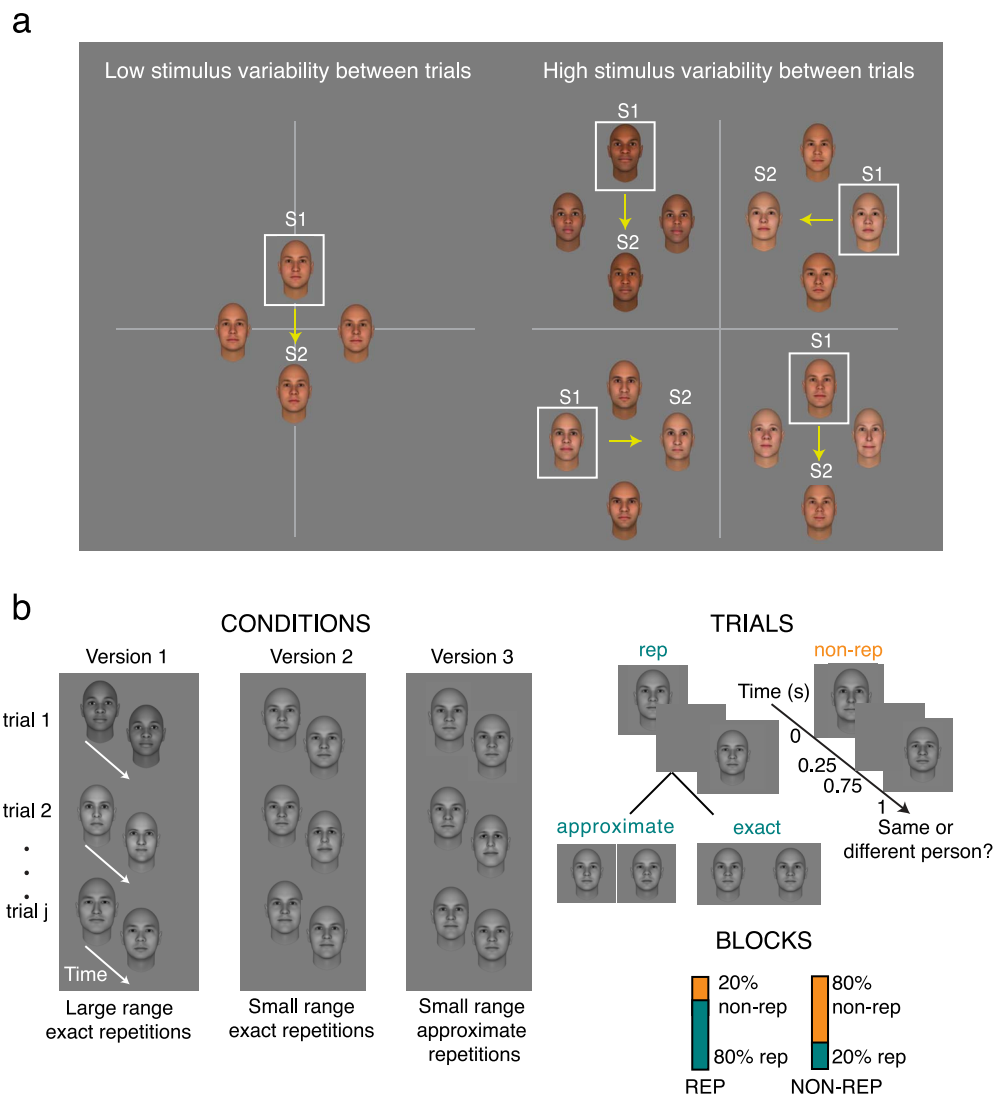 a
Low stimulus variability between trials
High stimulus variability between trials
S1
S2
S1
S2
S2
S1
S1
S2
S1
S2
b
CONDITIONS
Version 1
Version 2
Version 3
trial 1
trial 2
.
.
.
trial j
Time
Large range
exact repetitions
Small range
exact repetitions
Small range
approximate
repetitions
TRIALS
rep
non-rep
Time (s)
0
0.25
0.75
1
Same or
different person?
approximate
exact
BLOCKS
20%
non-rep
80% rep
REP
80%
non-rep
20% rep
NON-REP